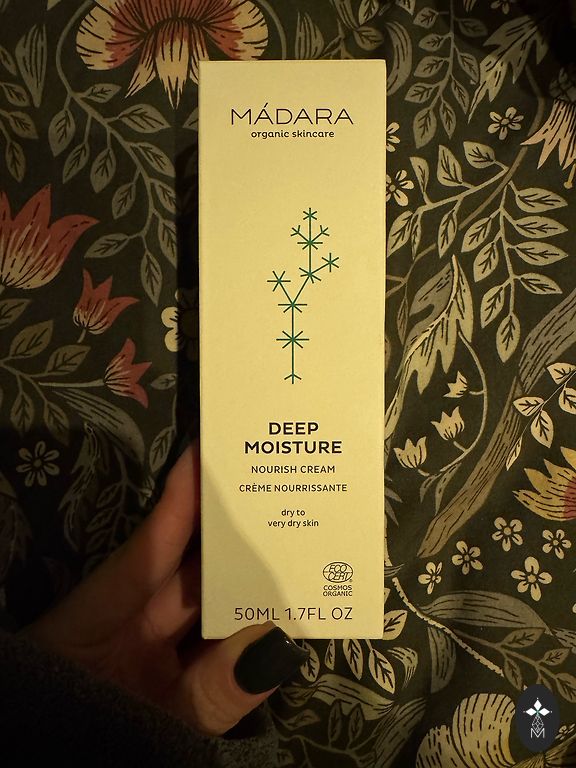 MÁDARA
organic skincare
DEEP
MOISTURE
NOURISH CREAM
CRÈME NOURRISSANTE
dry to
very dry skin
ECO
CERT
COSMOS
ORGANIC
50ML 1.7FL OZ
M